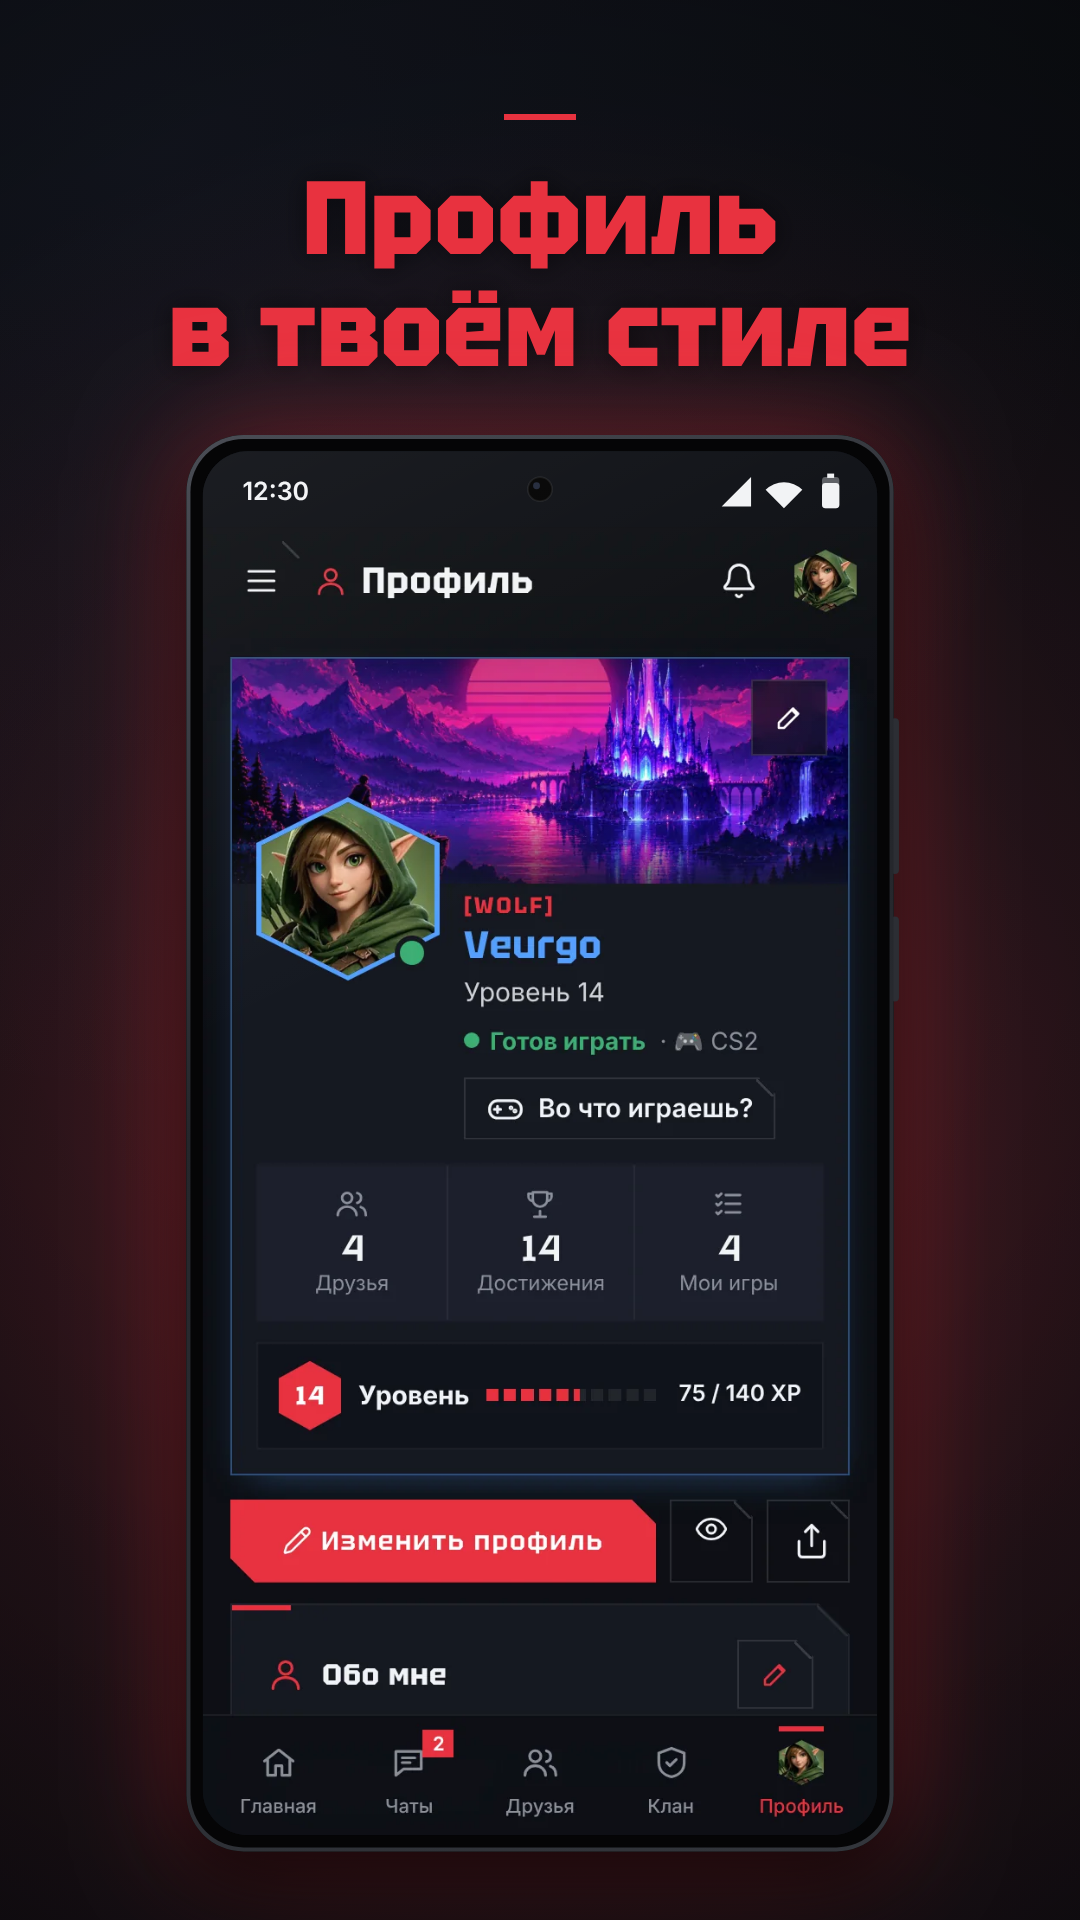 Профиль
в твоём стиле
12:30
Профиль
[WOLF]
Veurgo
Уровень 14
Готов играть · 🎮 CS2
Во что играешь?
4
Друзья
14
Достижения
4
Мои игры
14 Уровень 75 / 140 XP
Изменить профиль
Обо мне
2
Главная Чаты Друзья Клан Профиль